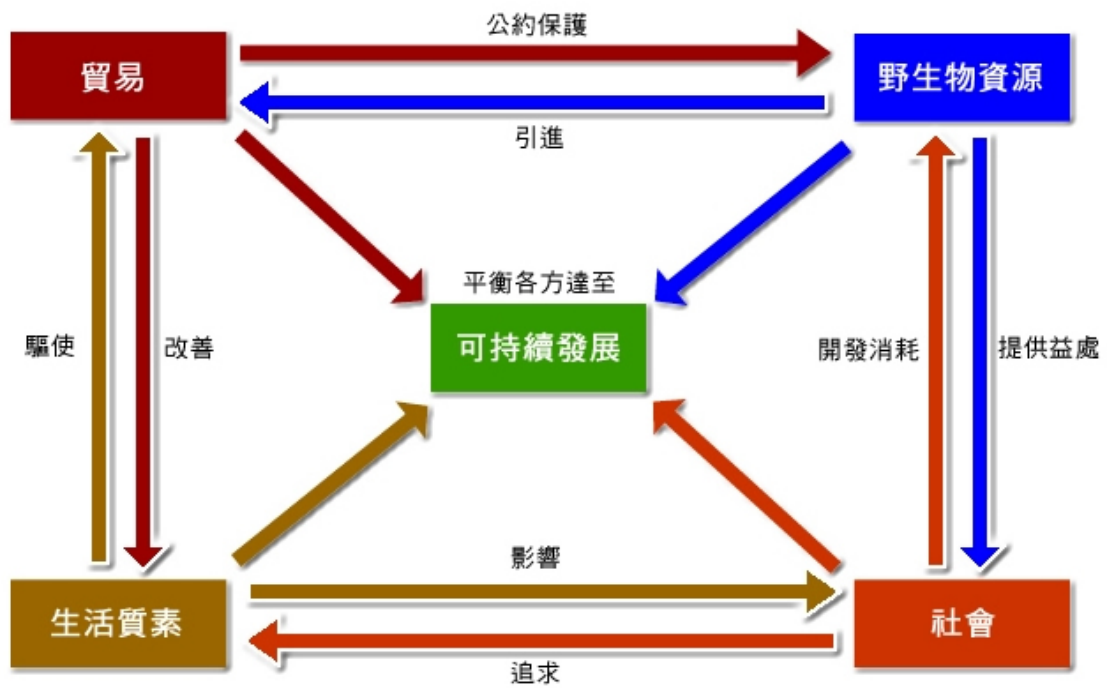 公約保護
貿易
野生物資源
引進
平衡各方達至
可持續發展
驅使
改善
開發消耗
提供益處
影響
生活質素
社會
追求